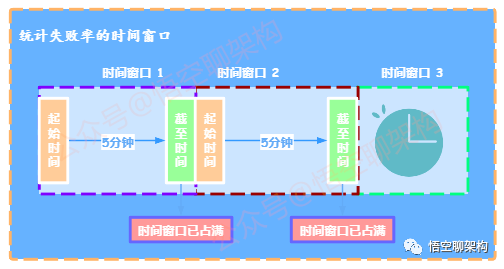 统计失败率的时间窗口
时间窗口 1
时间窗口 2
时间窗口 3
起始时间
5分钟
截至时间
起始时间
5分钟
截至时间
时间窗口已占满
时间窗口已占满
公众号@悟空聊架构
公众号@悟空聊架构
悟空聊架构